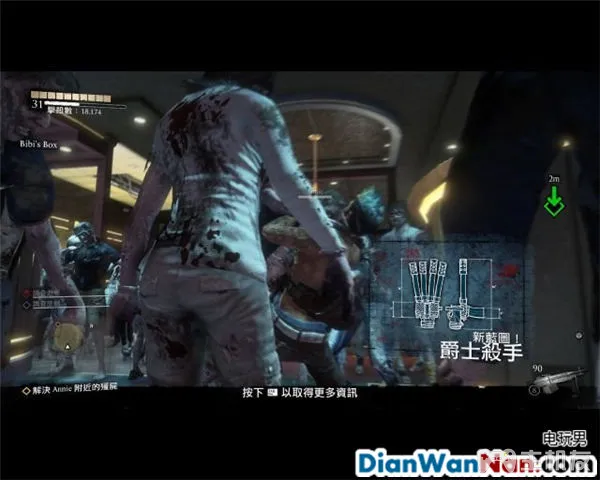 31
擊殺數：18,174
Bibi's Box
2m
新藍圖！
爵士殺手
90
解決 Annie 附近的殭屍
按下 以取得更多資訊
电玩男
DianWanNan.com